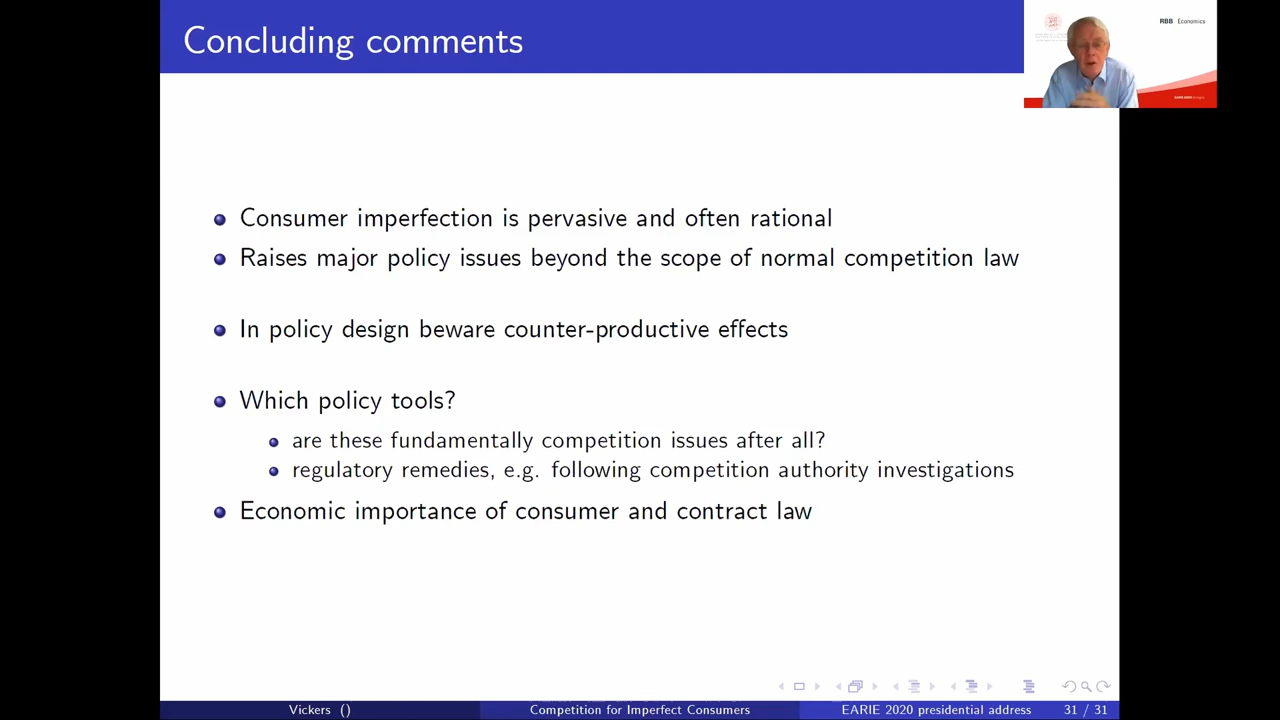 Concluding comments
RBB Economics
Consumer imperfection is pervasive and often rational
Raises major policy issues beyond the scope of normal competition law
In policy design beware counter-productive effects
Which policy tools?
are these fundamentally competition issues after all?
regulatory remedies, e.g. following competition authority investigations
Economic importance of consumer and contract law
Vickers () Competition for Imperfect Consumers EARIE 2020 presidential address 31 / 31